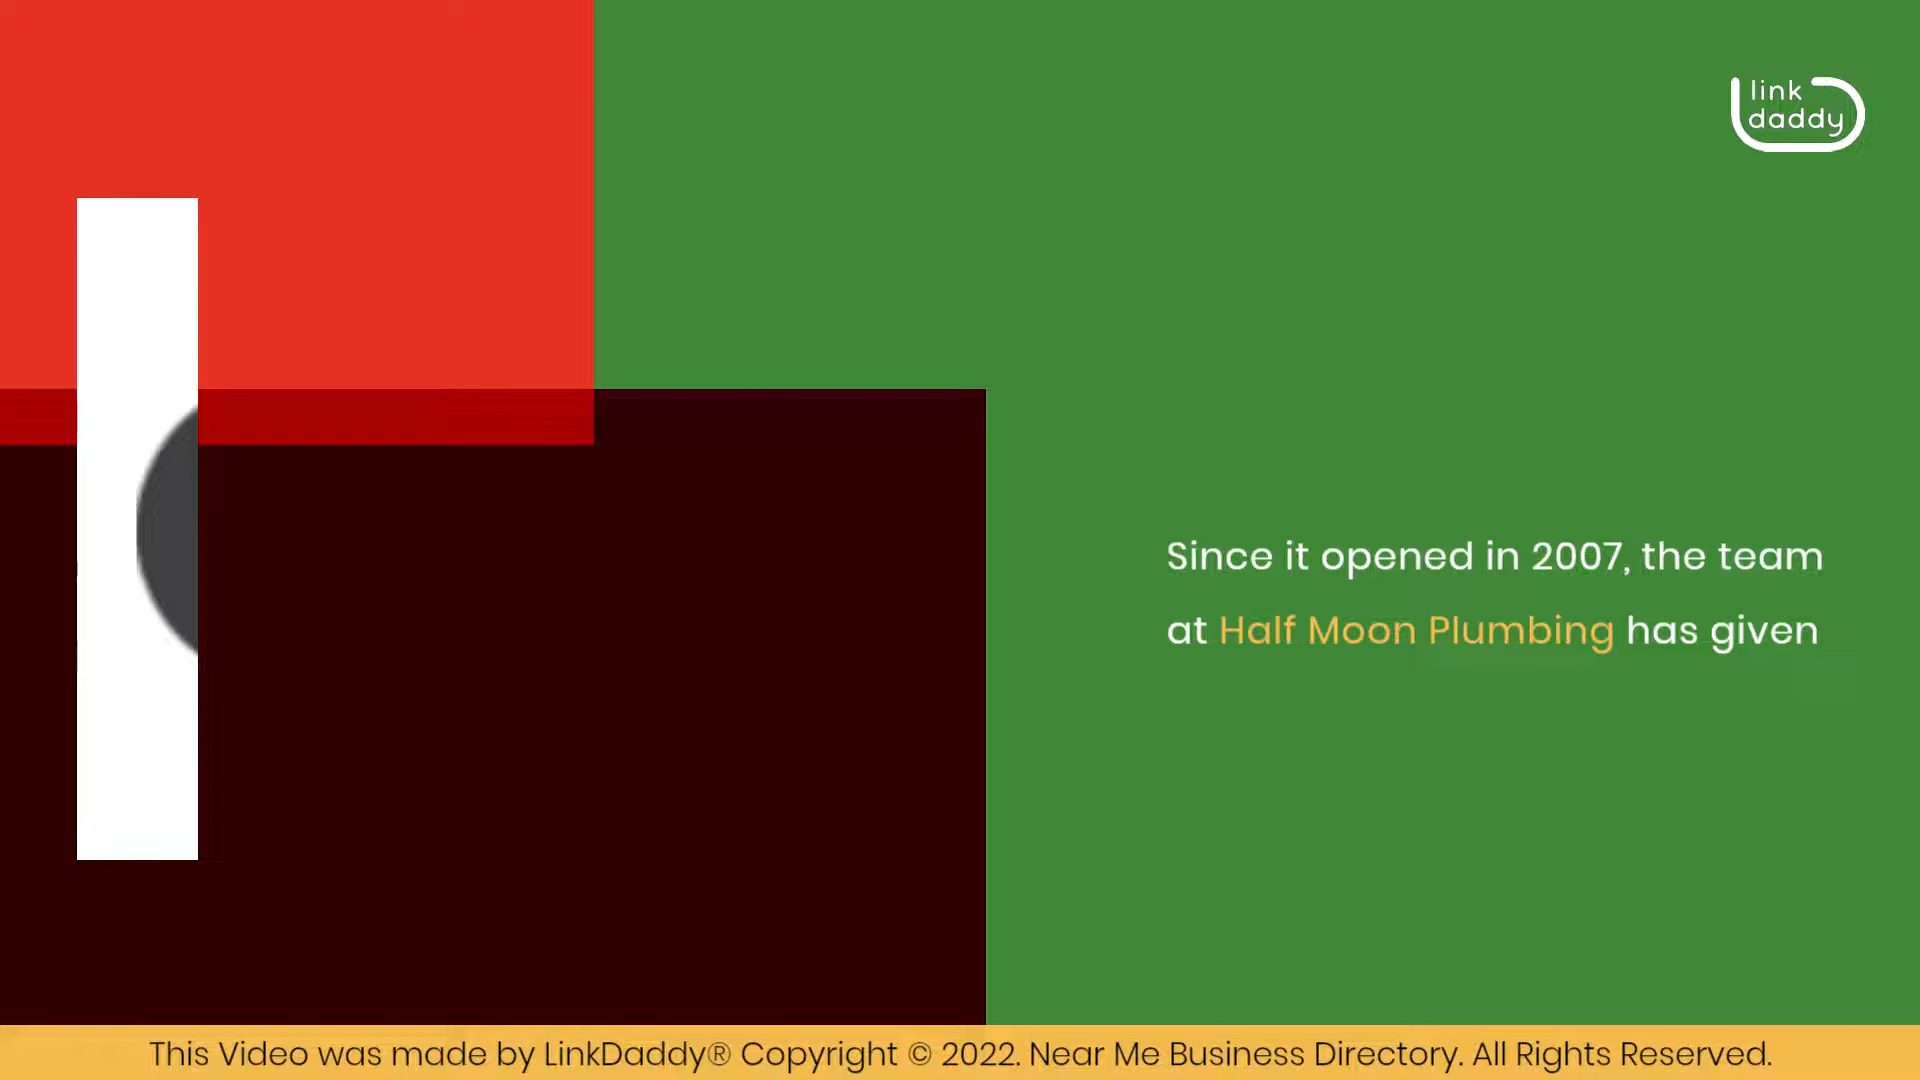 link
daddy
Since it opened in 2007, the team
at Half Moon Plumbing has given
This Video was made by LinkDaddy® Copyright © 2022. Near Me Business Directory. All Rights Reserved.